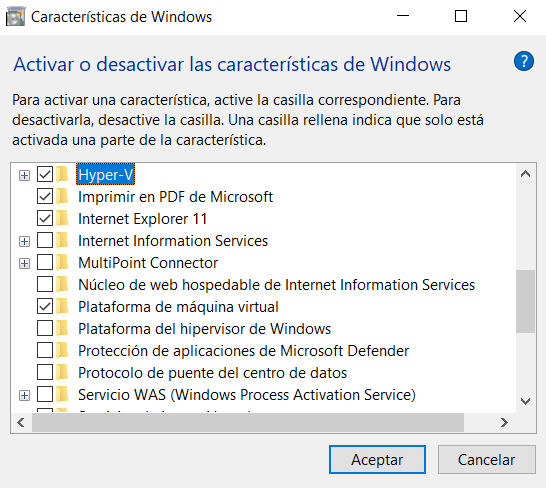 Características de Windows
Activar o desactivar las características de Windows
?
Para activar una característica, active la casilla correspondiente. Para
desactivarla, desactive la casilla. Una casilla rellena indica que solo está
activada una parte de la característica.
Hyper-V
Imprimir en PDF de Microsoft
Internet Explorer 11
Internet Information Services
MultiPoint Connector
Núcleo de web hospedable de Internet Information Services
Plataforma de máquina virtual
Plataforma del hipervisor de Windows
Protección de aplicaciones de Microsoft Defender
Protocolo de puente del centro de datos
Servicio WAS (Windows Process Activation Service)
Aceptar
Cancelar